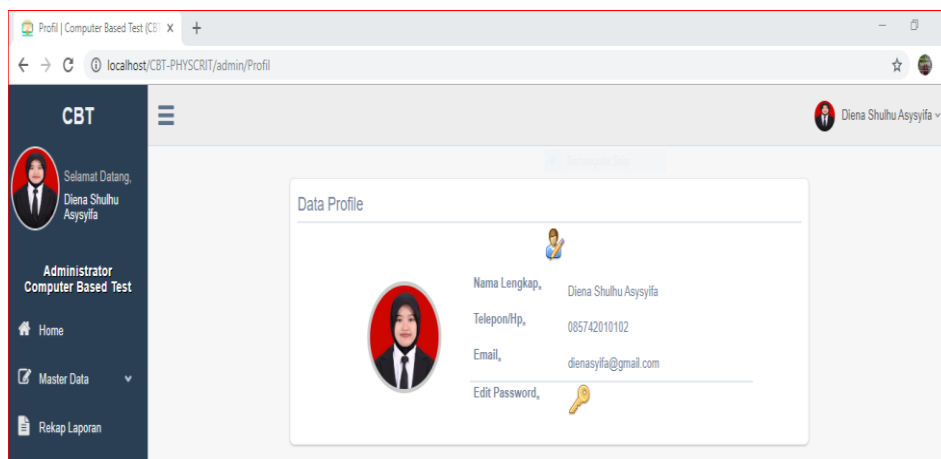 Profil | Computer Based Test (CBT
localhost/CBT-PHYSCRIT/admin/Profil
CBT
Diena Shulhu Asysyifa
Selamat Datang,
Diena Shulhu
Asysyifa
Administrator
Computer Based Test
Home
Master Data
Rekap Laporan
Data Profile
Nama Lengkap,
Diena Shulhu Asysyifa
Telepon/Hp,
085742010102
Email,
dienasyifa@gmail.com
Edit Password,